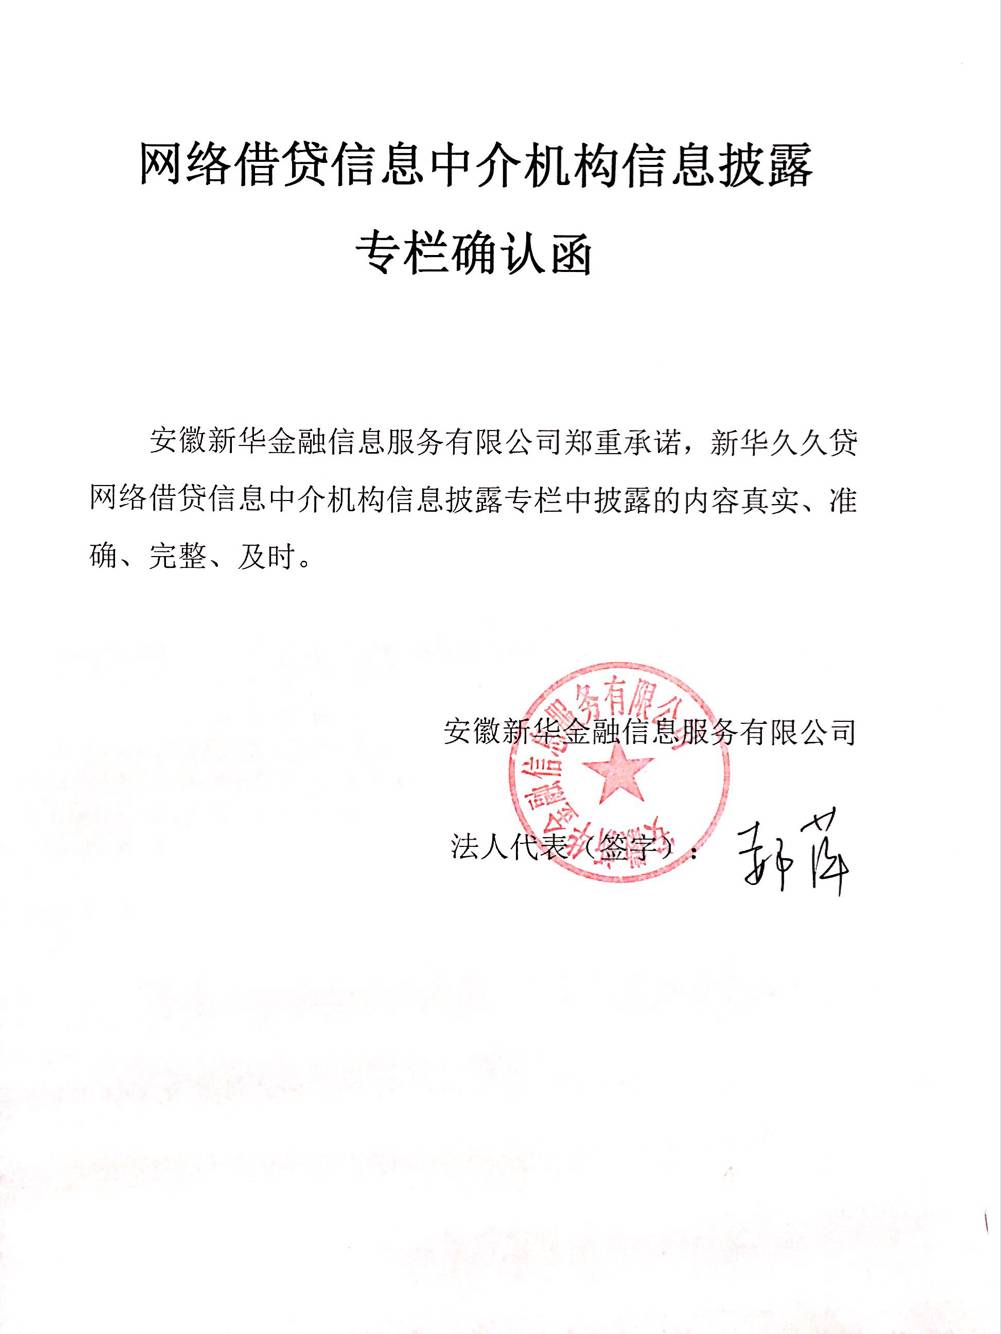 网络借贷信息中介机构信息披露
专栏确认函
安徽新华金融信息服务有限公司郑重承诺，新华久久贷
网络借贷信息中介机构信息披露专栏中披露的内容真实、准
确、完整、及时。
安徽新华金融信息服务有限公司
安徽新华金融信息服务有限公司
法人代表（签字）：